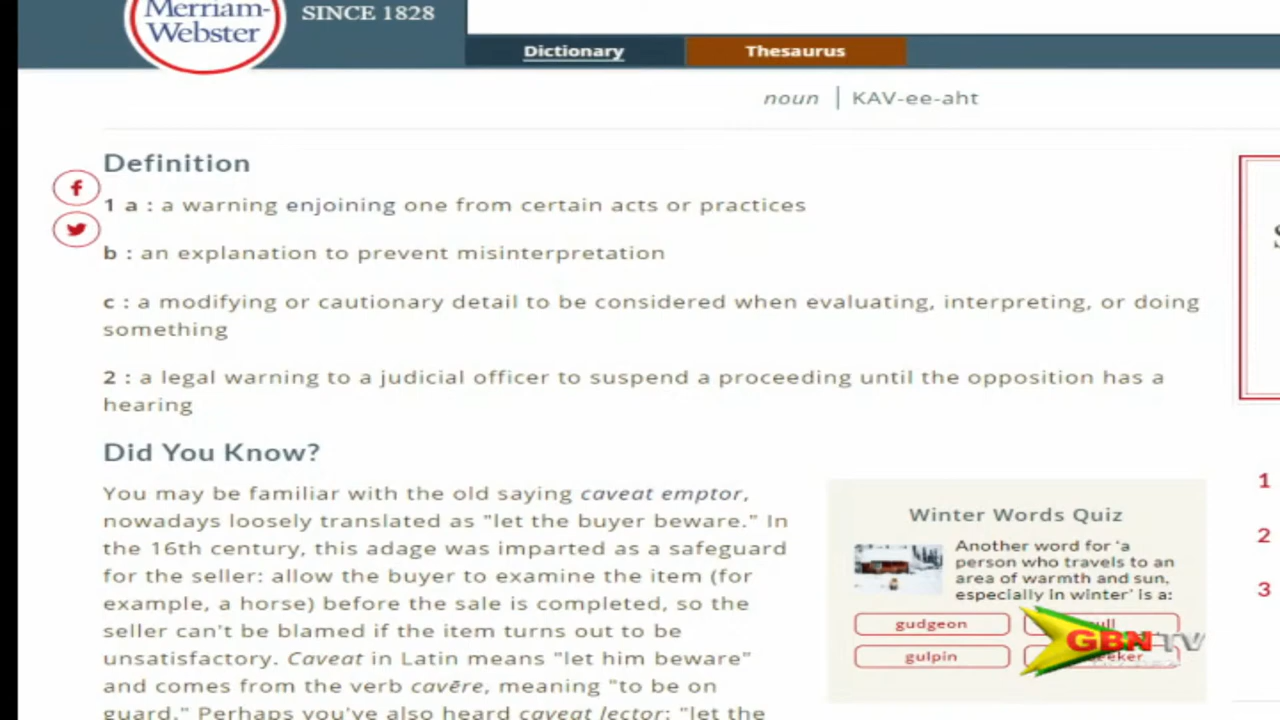 Merriam-
Webster
SINCE 1828
Dictionary
Thesaurus
noun | KAV-ee-aht
Definition
1 a : a warning enjoining one from certain acts or practices
b : an explanation to prevent misinterpretation
c : a modifying or cautionary detail to be considered when evaluating, interpreting, or doing
something
2 : a legal warning to a judicial officer to suspend a proceeding until the opposition has a
hearing
Did You Know?
You may be familiar with the old saying caveat emptor,
nowadays loosely translated as "let the buyer beware." In
the 16th century, this adage was imparted as a safeguard
for the seller: allow the buyer to examine the item (for
example, a horse) before the sale is completed, so the
seller can't be blamed if the item turns out to be
unsatisfactory. Caveat in Latin means "let him beware"
and comes from the verb cavēre, meaning "to be on
guard." Perhaps you've also heard caveat lector: "let the
Winter Words Quiz
Another word for 'a
person who travels to an
area of warmth and sun,
especially in winter' is a:
gudgeon
gulpin
GBN TV
S
1
2
3